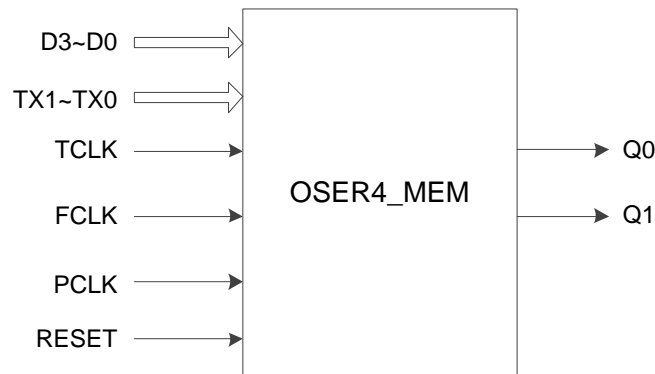 D3~D0
TX1~TX0
TCLK
FCLK
PCLK
RESET
OSER4_MEM
Q0
Q1